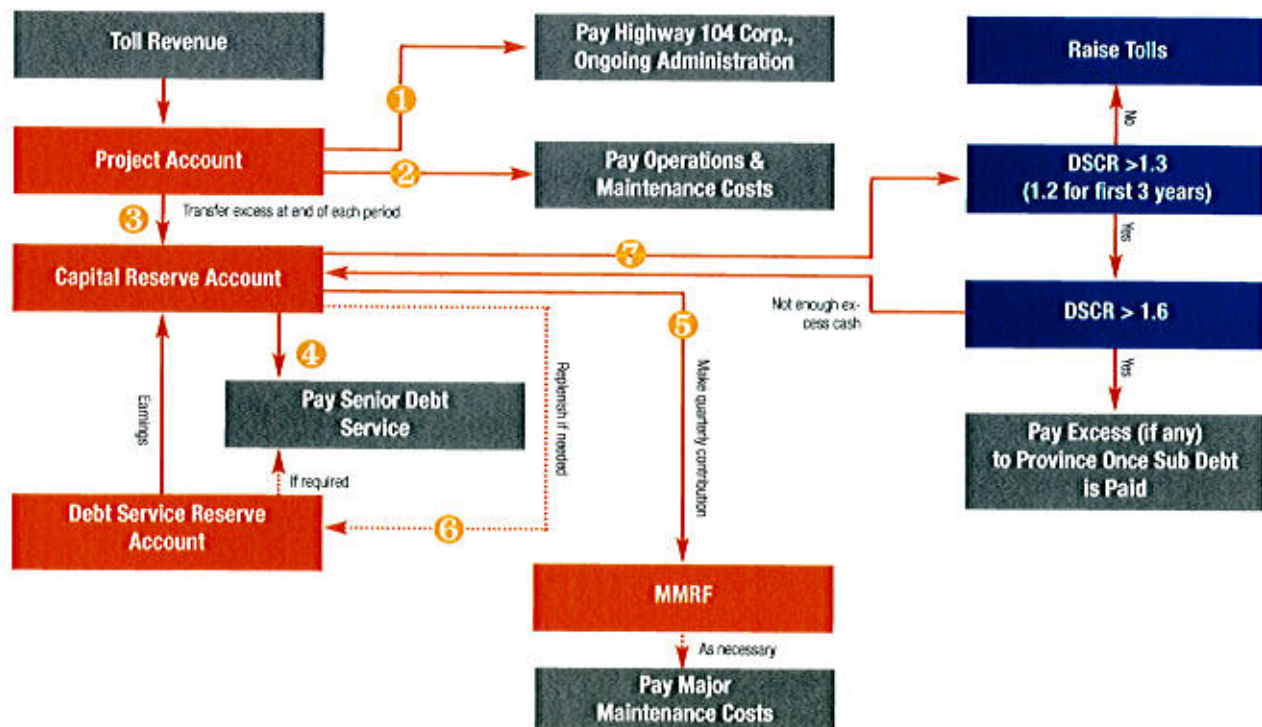 Toll Revenue
Pay Highway 104 Corp.,
Ongoing Administration
Raise Tolls
1
No
Project Account
2
Pay Operations &
Maintenance Costs
DSCR >1.3
(1.2 for first 3 years)
3
Transfer excess at end of each period
Yes
7
Capital Reserve Account
Not enough ex-
cess cash
DSCR > 1.6
5
4
Yes
Earnings
Replenish if needed
Make quarterly contribution
Pay Senior Debt
Service
Pay Excess (if any)
to Province Once Sub Debt
is Paid
If required
Debt Service Reserve
Account
6
MMRF
As necessary
Pay Major
Maintenance Costs